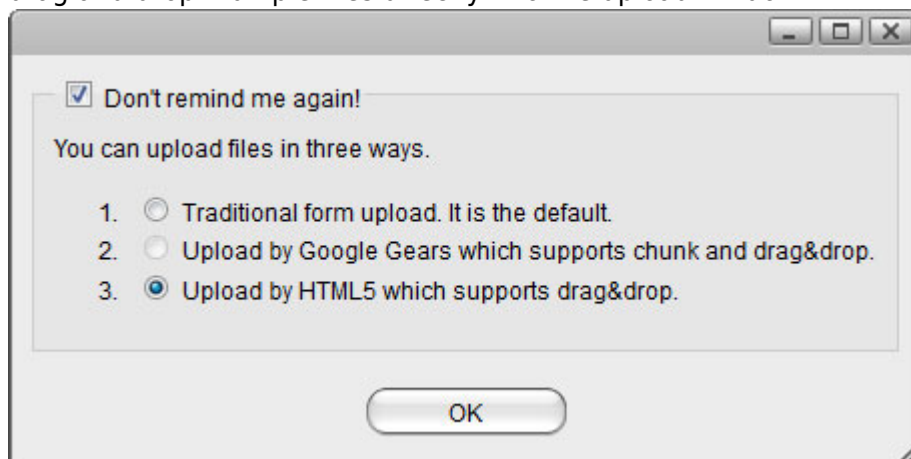 Don't remind me again!
You can upload files in three ways.
1. Traditional form upload. It is the default.
2. Upload by Google Gears which supports chunk and drag&drop.
3. Upload by HTML5 which supports drag&drop.
OK